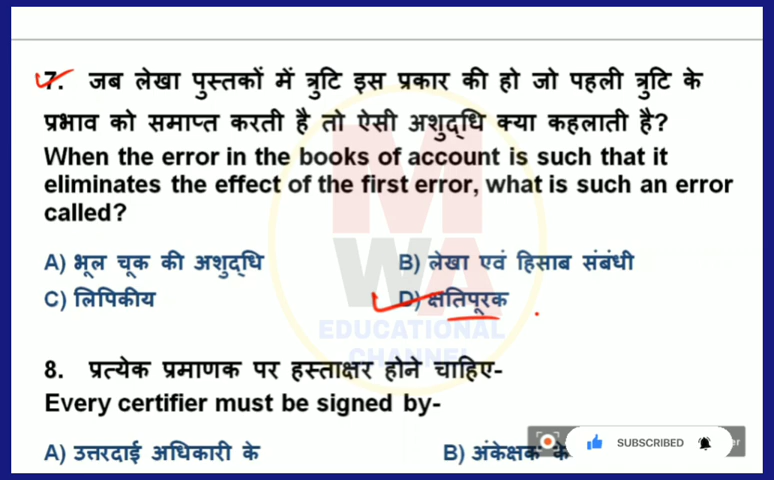 7. जब लेखा पुस्तकों में त्रुटि इस प्रकार की हो जो पहली त्रुटि के
प्रभाव को समाप्त करती है तो ऐसी अशुद्धि क्या कहलाती है?
When the error in the books of account is such that it
eliminates the effect of the first error, what is such an error
called?
A) भूल चूक की अशुद्धि B) लेखा एवं हिसाब संबंधी
C) लिपिकीय D) क्षतिपूरक
MWA
EDUCATIONAL
CHANNEL
8. प्रत्येक प्रमाणक पर हस्ताक्षर होने चाहिए-
Every certifier must be signed by-
A) उत्तरदाई अधिकारी के B) अंकेक्षक के
SUBSCRIBED